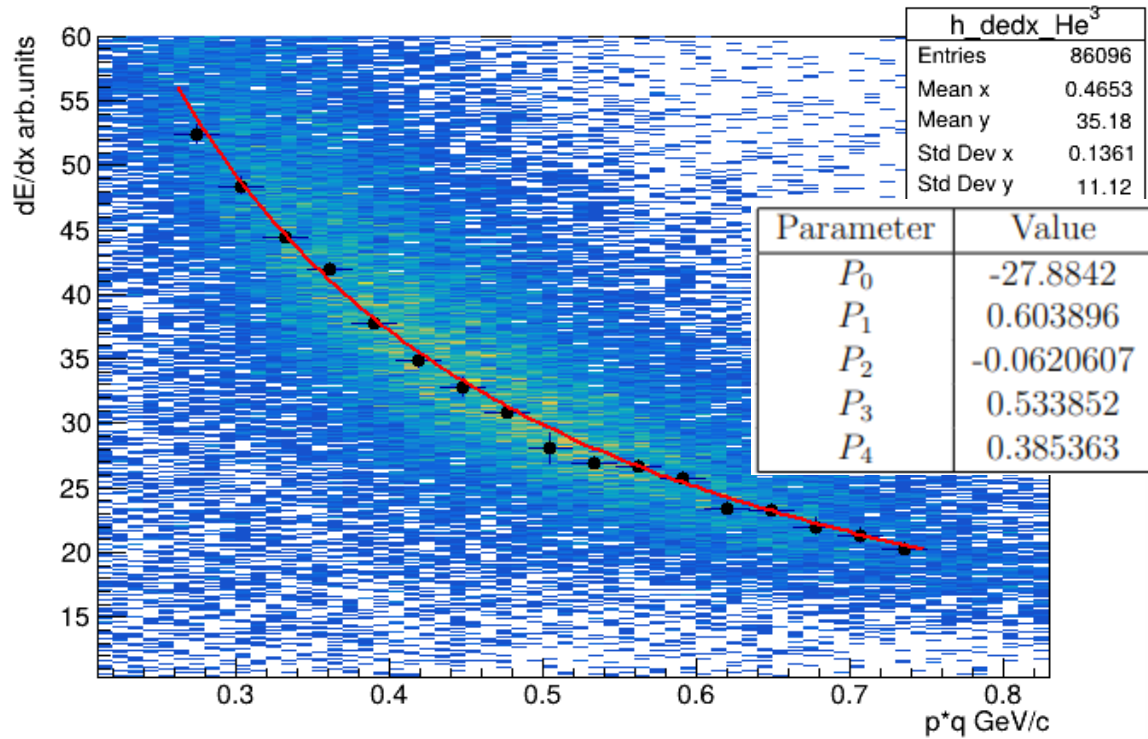 h_dedx_He³
Entries 86096
Mean x 0.4653
Mean y 35.18
Std Dev x 0.1361
Std Dev y 11.12
Parameter Value
P₀ -27.8842
P₁ 0.603896
P₂ -0.0620607
P₃ 0.533852
P₄ 0.385363
dE/dx arb.units
60
55
50
45
40
35
30
25
20
15
0.3 0.4 0.5 0.6 0.7 0.8
p*q GeV/c